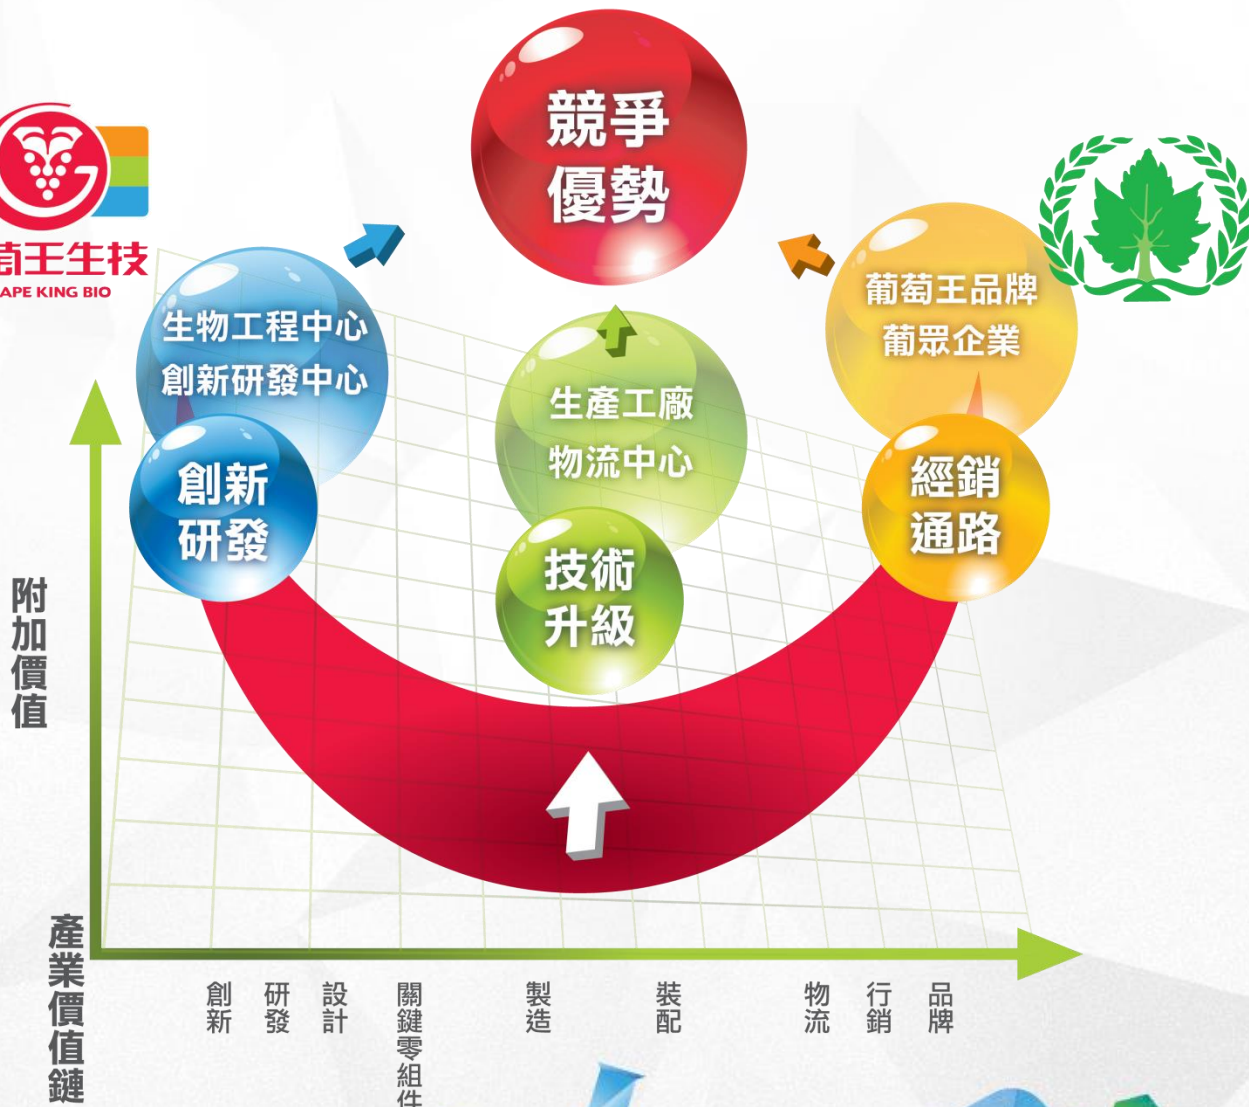 競爭
優勢
萄王生技
APE KING BIO
生物工程中心
創新研發中心
創新
研發
生產工廠
物流中心
技術
升級
葡萄王品牌
葡眾企業
經銷
通路
附加價值
產業價值鏈
創新
研發
設計
關鍵零組件
製造
裝配
物流
行銷
品牌